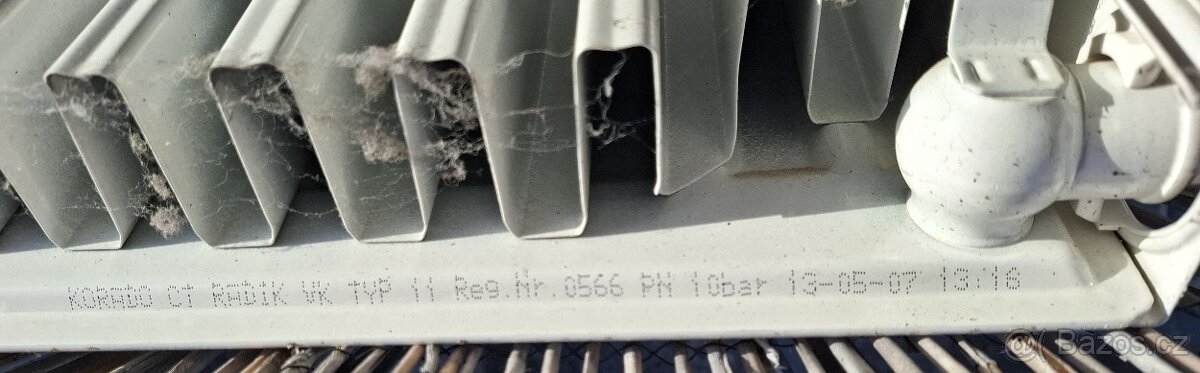 KORADO CT RADIK VK TYP 11 Reg.Nr.0566 PN 10bar 13-05-07 13:16
@Bazos.cz